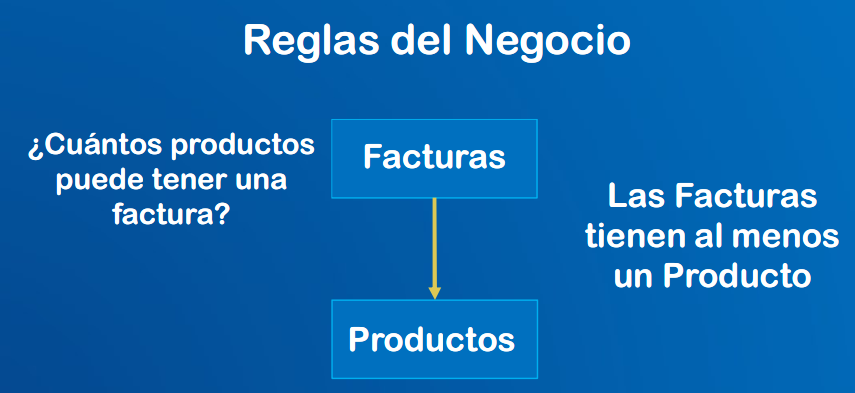 Reglas del Negocio
¿Cuántos productos
puede tener una
factura?
Facturas
Las Facturas
tienen al menos
un Producto
Productos